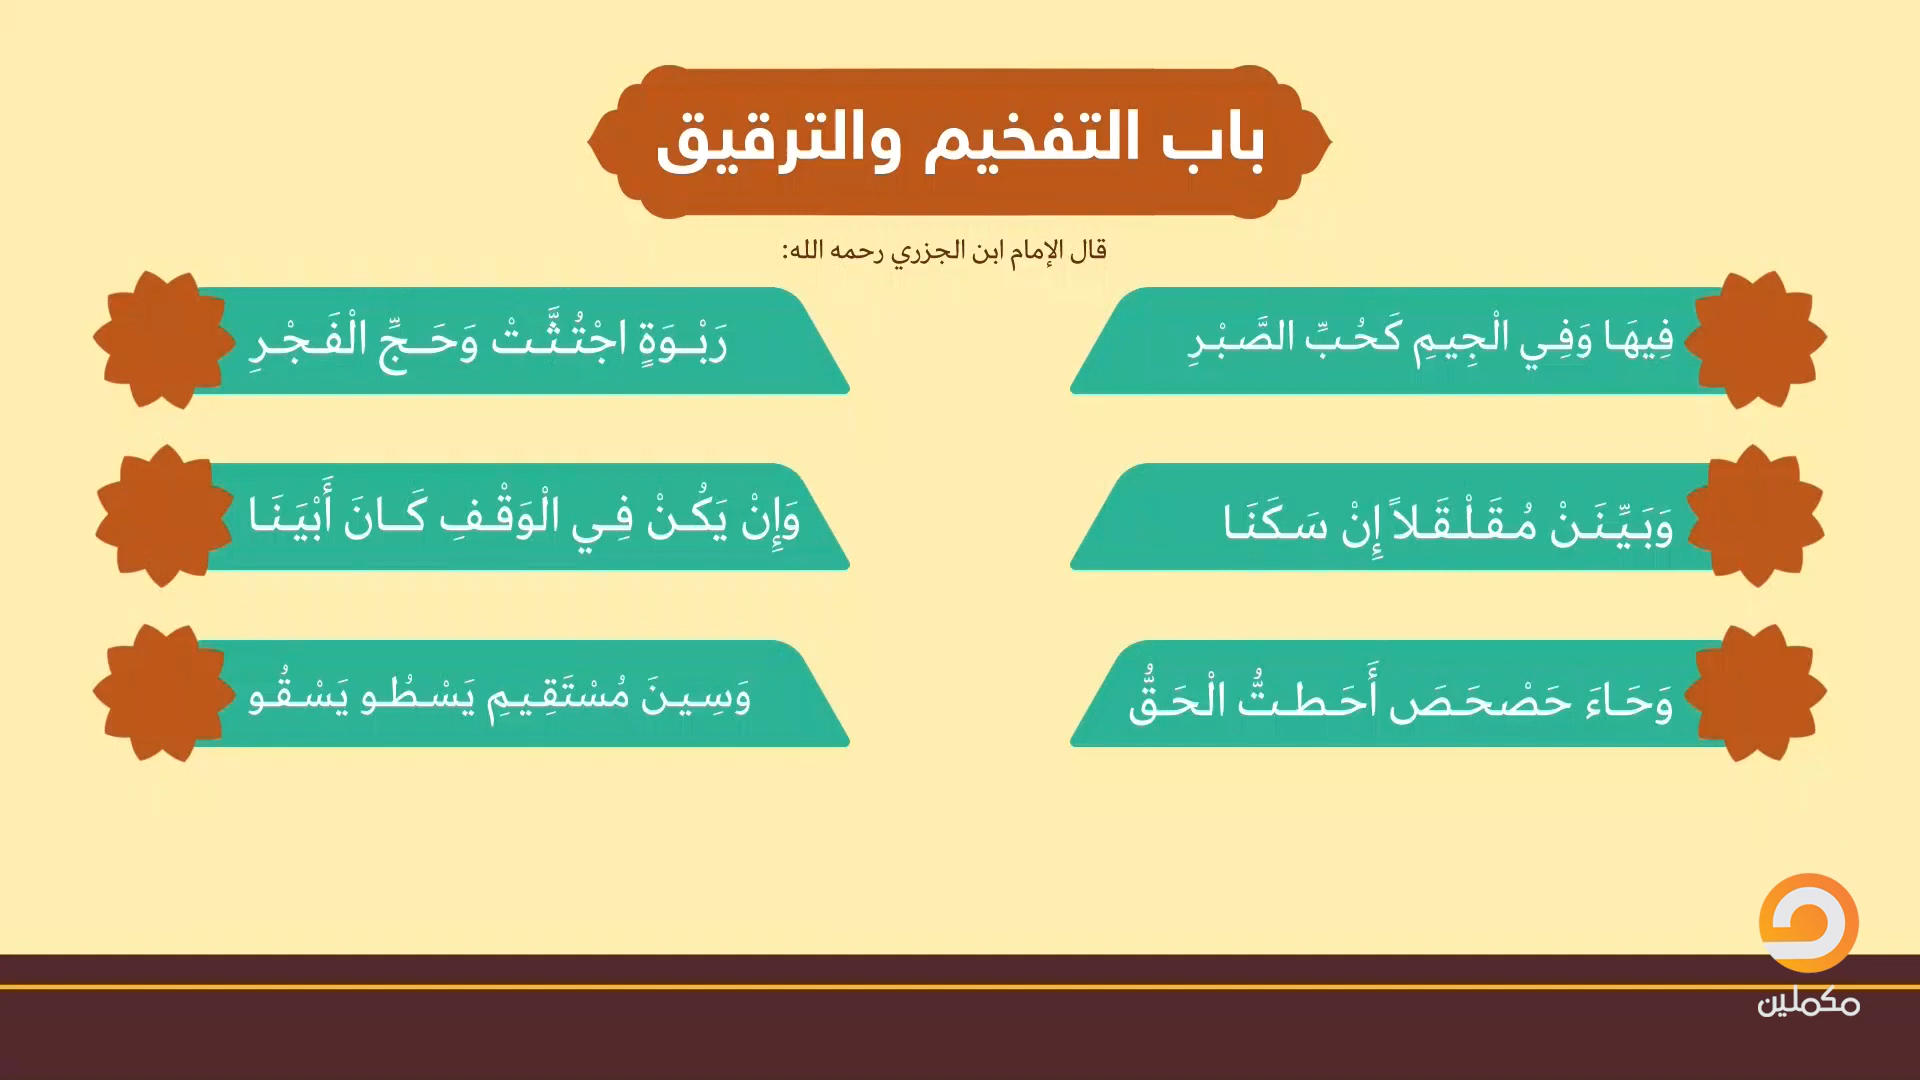 باب التفخيم والترقيق
قال الإمام ابن الجزري رحمه الله:
فِيهَا وَفِي الْجِيمِ كَحُبِّ الصَّبْرِ
رَبْوَةٍ اجْتُثَّتْ وَحَجِّ الْفَجْرِ
وَبَيِّنَنْ مُقَلْقَلاً إِنْ سَكَنَا
وَإِنْ يَكُنْ فِي الْوَقْفِ كَانَ أَبْيَنَا
وَحَاءَ حَصْحَصَ أَحَطتُّ الْحَقُّ
وَسِينَ مُسْتَقِيمِ يَسْطُو يَسْقُو
مكملين